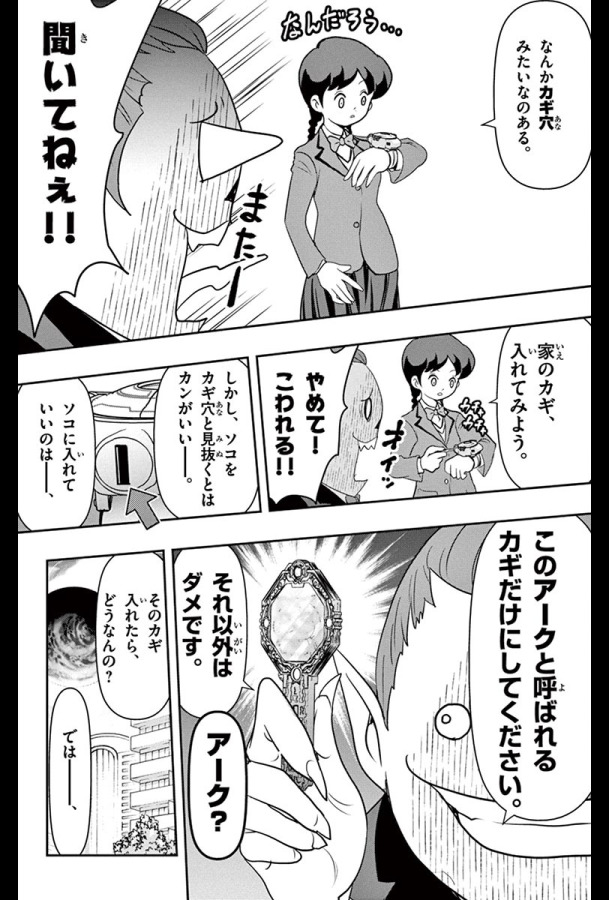 なんかカギ穴
みたいなのある。
なんだろう…
聞いてねぇ!!
またー
家のカギ、
入れてみよう。
ガチャガチャ
オイッ
やめて!
こわれる!!
しかし、ソコを
カギ穴と見抜くとは
カンがいい――。
ソコに入れて
いいのは――、
このアークと呼ばれる
カギだけにしてください。
それ以外は
ダメです。
アーク?
そのカギ
入れたら、
どうなんの?
では――、